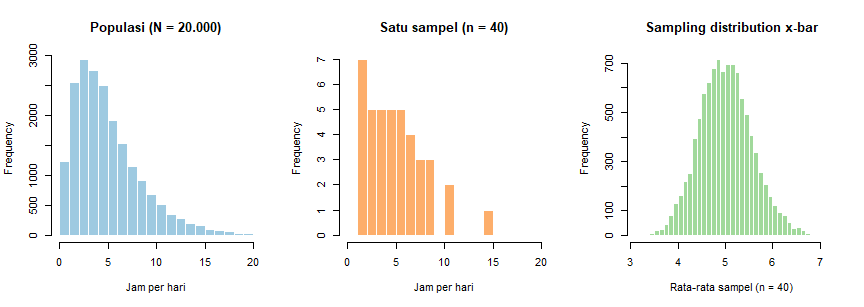 Populasi (N = 20.000)
Frequency
0
500
1000
2000
3000
0 5 10 15 20
Jam per hari
Satu sampel (n = 40)
Frequency
0
1
2
3
4
5
6
7
0 5 10 15 20
Jam per hari
Sampling distribution x-bar
Frequency
0
100
300
500
700
3 4 5 6 7
Rata-rata sampel (n = 40)